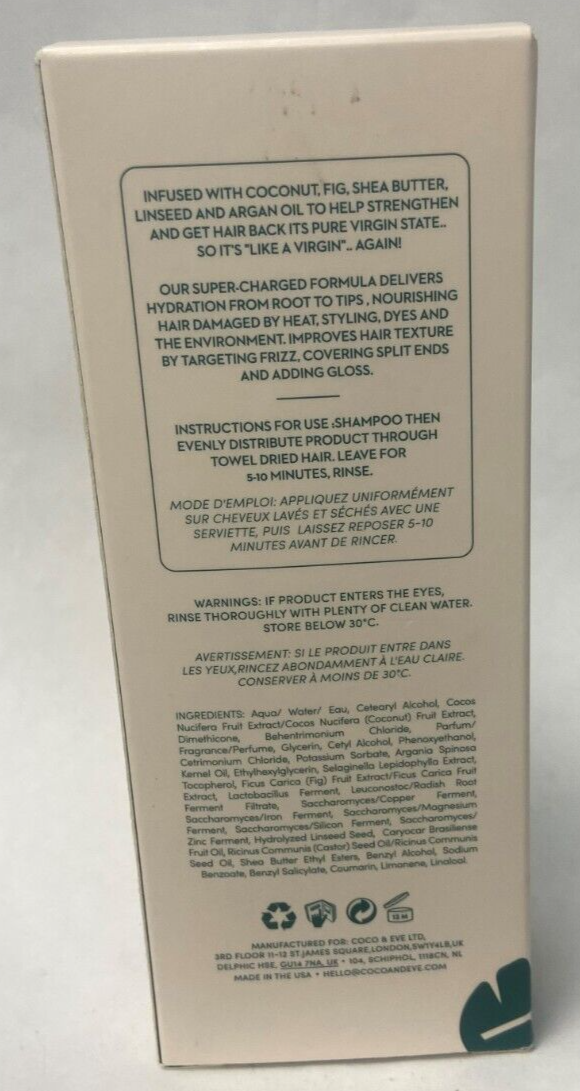 INFUSED WITH COCONUT, FIG, SHEA BUTTER,
LINSEED AND ARGAN OIL TO HELP STRENGTHEN
AND GET HAIR BACK ITS PURE VIRGIN STATE..
SO IT'S "LIKE A VIRGIN".. AGAIN!
OUR SUPER-CHARGED FORMULA DELIVERS
HYDRATION FROM ROOT TO TIPS , NOURISHING
HAIR DAMAGED BY HEAT, STYLING, DYES AND
THE ENVIRONMENT. IMPROVES HAIR TEXTURE
BY TARGETING FRIZZ, COVERING SPLIT ENDS
AND ADDING GLOSS.
INSTRUCTIONS FOR USE :SHAMPOO THEN
EVENLY DISTRIBUTE PRODUCT THROUGH
TOWEL DRIED HAIR. LEAVE FOR
5-10 MINUTES, RINSE.
MODE D'EMPLOI: APPLIQUEZ UNIFORMÉMENT
SUR CHEVEUX LAVÉS ET SÉCHÉS AVEC UNE
SERVIETTE, PUIS LAISSEZ REPOSER 5-10
MINUTES AVANT DE RINCER.
WARNINGS: IF PRODUCT ENTERS THE EYES,
RINSE THOROUGHLY WITH PLENTY OF CLEAN WATER.
STORE BELOW 30°C.
AVERTISSEMENT: SI LE PRODUIT ENTRE DANS
LES YEUX,RINCEZ ABONDAMMENT À L'EAU CLAIRE.
CONSERVER À MOINS DE 30°C.
INGREDIENTS: Aqua/ Water/ Eau, Cetearyl Alcohol, Cocos
Nucifera Fruit Extract/Cocos Nucifera (Coconut) Fruit Extract,
Dimethicone, Behentrimonium Chloride, Parfum/
Fragrance/Perfume, Glycerin, Cetyl Alcohol, Phenoxyethanol,
Cetrimonium Chloride, Potassium Sorbate, Argania Spinosa
Kernel Oil, Ethylhexylglycerin, Selaginella Lepidophylla Extract,
Tocopherol, Ficus Carica (Fig) Fruit Extract/Ficus Carica Fruit
Extract, Lactobacillus Ferment, Leuconostoc/Radish Root
Ferment Filtrate, Saccharomyces/Copper Ferment,
Saccharomyces/Iron Ferment, Saccharomyces/Magnesium
Ferment, Saccharomyces/Silicon Ferment, Saccharomyces/
Zinc Ferment, Hydrolyzed Linseed Seed, Caryocar Brasiliense
Fruit Oil, Ricinus Communis (Castor) Seed Oil/Ricinus Communis
Seed Oil, Shea Butter Ethyl Esters, Benzyl Alcohol, Sodium
Benzoate, Benzyl Salicylate, Coumarin, Limonene, Linalool.
12 M
MANUFACTURED FOR: COCO & EVE LTD,
3RD FLOOR 11-12 ST.JAMES SQUARE,LONDON,SW1Y4LB,UK
DELPHIC HSE, GU14 7NA, UK • 104, SCHIPHOL, 1118CN, NL
MADE IN THE USA • HELLO@COCOANDEVE.COM